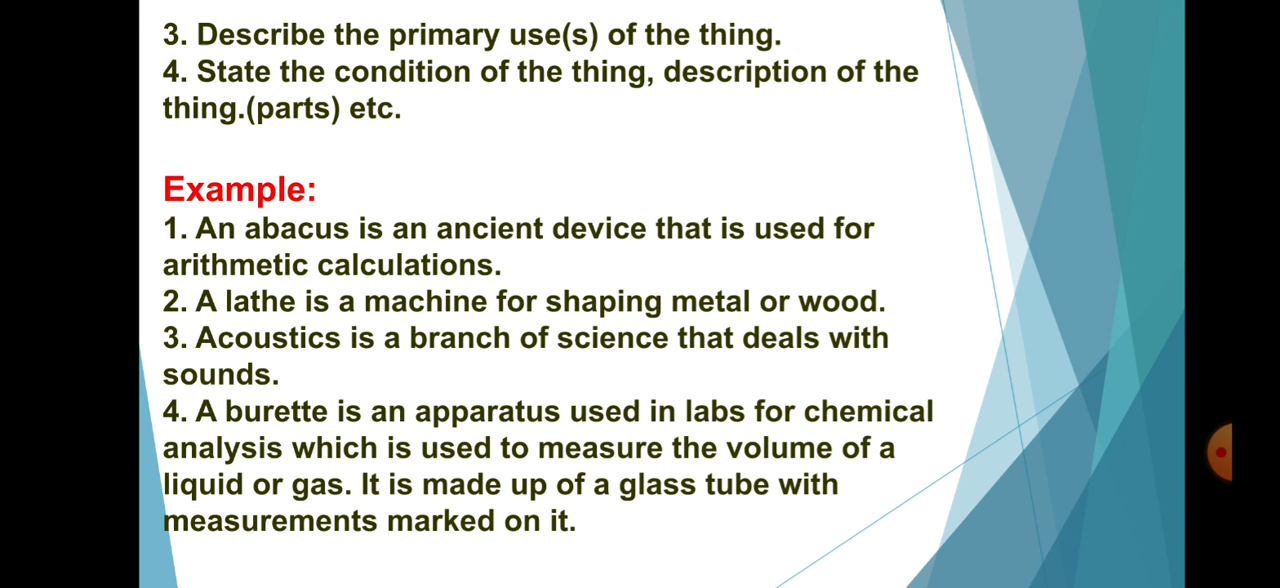 3. Describe the primary use(s) of the thing.
4. State the condition of the thing, description of the
thing.(parts) etc.
Example:
1. An abacus is an ancient device that is used for
arithmetic calculations.
2. A lathe is a machine for shaping metal or wood.
3. Acoustics is a branch of science that deals with
sounds.
4. A burette is an apparatus used in labs for chemical
analysis which is used to measure the volume of a
liquid or gas. It is made up of a glass tube with
measurements marked on it.